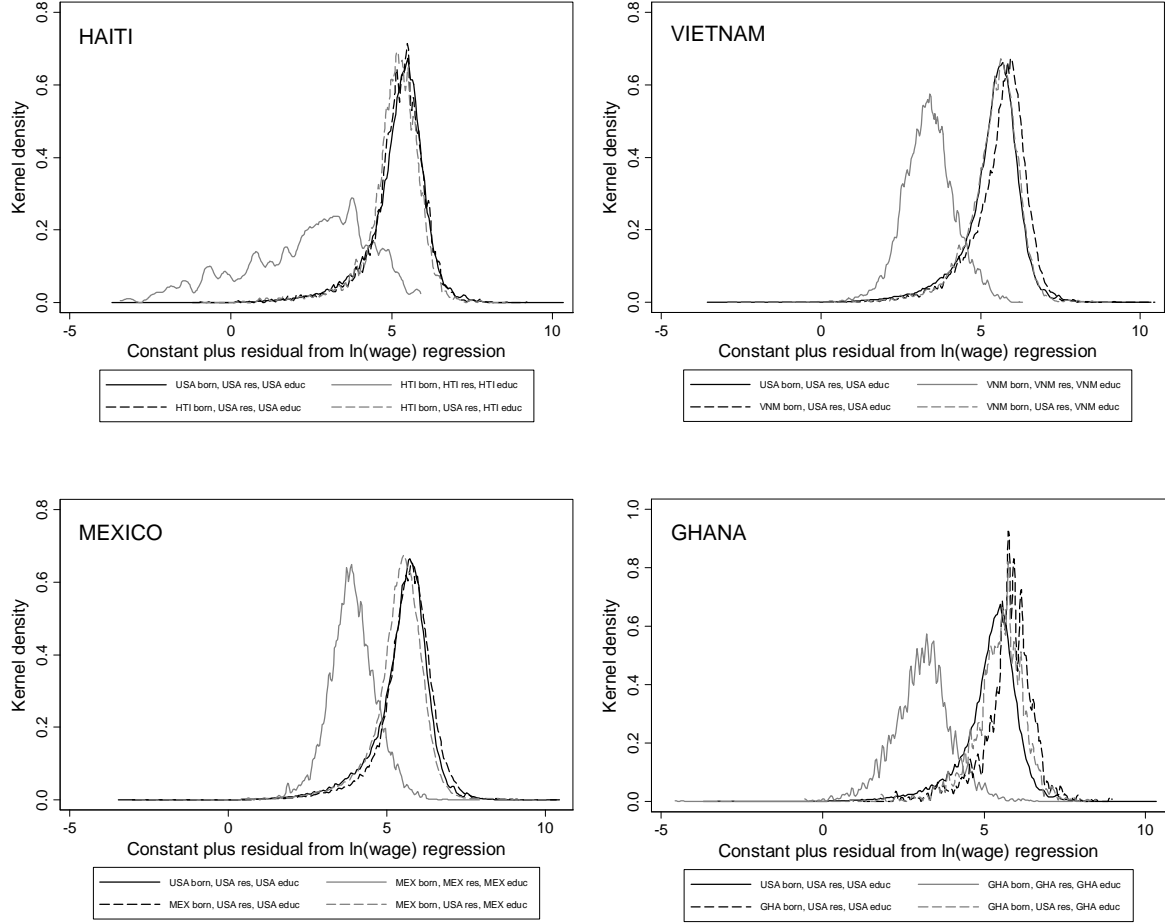 HAITI
Kernel density
0.0
0.2
0.4
0.6
0.8
-5 0 5 10
Constant plus residual from ln(wage) regression
USA born, USA res, USA educ HTI born, HTI res, HTI educ
HTI born, USA res, USA educ HTI born, USA res, HTI educ
VIETNAM
Kernel density
0.0
0.2
0.4
0.6
0.8
-5 0 5 10
Constant plus residual from ln(wage) regression
USA born, USA res, USA educ VNM born, VNM res, VNM educ
VNM born, USA res, USA educ VNM born, USA res, VNM educ
MEXICO
Kernel density
0.0
0.2
0.4
0.6
0.8
-5 0 5 10
Constant plus residual from ln(wage) regression
USA born, USA res, USA educ MEX born, MEX res, MEX educ
MEX born, USA res, USA educ MEX born, USA res, MEX educ
GHANA
Kernel density
0.0
0.2
0.4
0.6
0.8
1.0
-5 0 5 10
Constant plus residual from ln(wage) regression
USA born, USA res, USA educ GHA born, GHA res, GHA educ
GHA born, USA res, USA educ GHA born, USA res, GHA educ